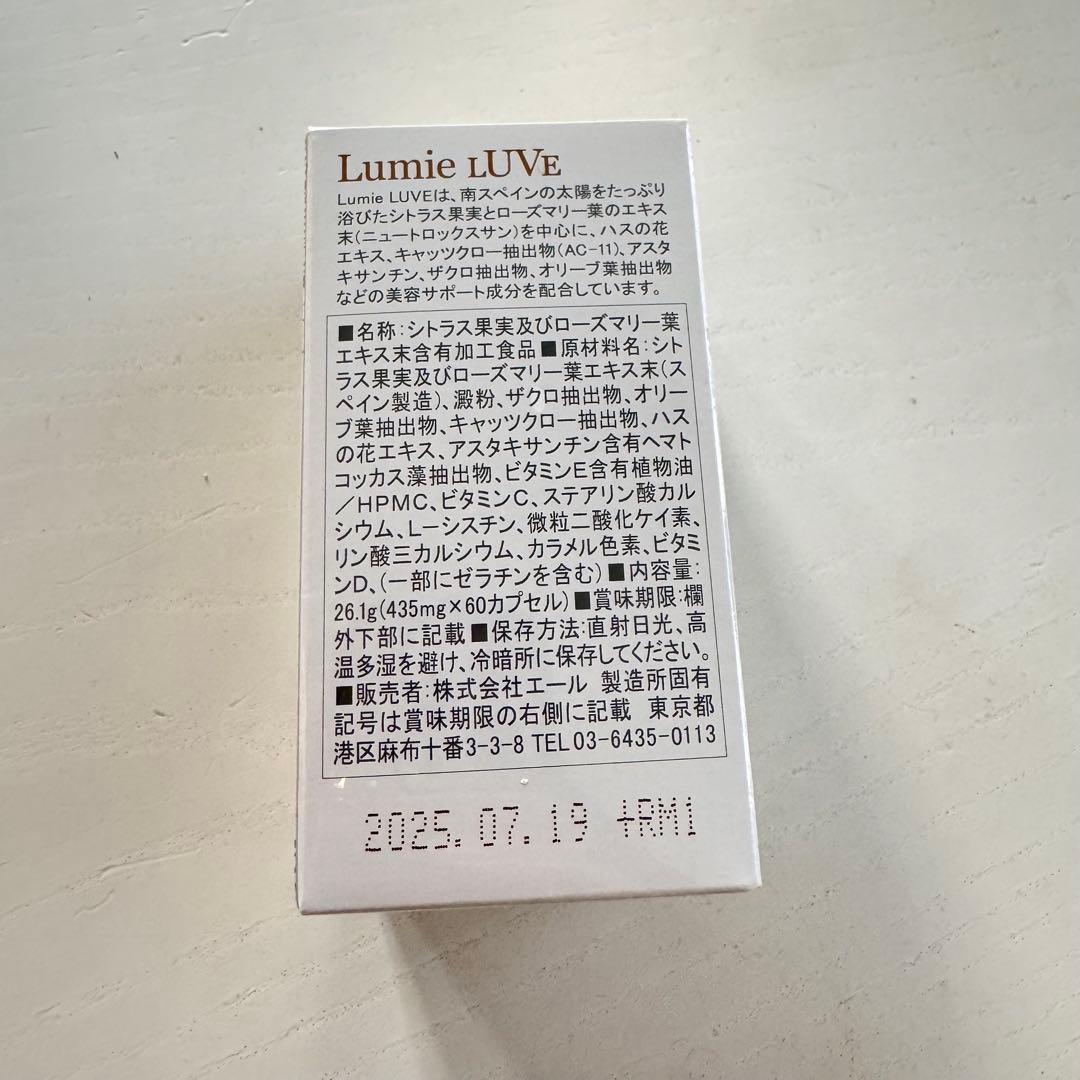 Lumie LUVE
Lumie LUVEは、南スペインの太陽をたっぷり
浴びたシトラス果実とローズマリー葉のエキス
末(ニュートロックスサン)を中心に、ハスの花
エキス、キャッツクロー抽出物(AC-11)、アスタ
キサンチン、ザクロ抽出物、オリーブ葉抽出物
などの美容サポート成分を配合しています。
■名称:シトラス果実及びローズマリー葉
エキス末含有加工食品■原材料名:シト
ラス果実及びローズマリー葉エキス末(ス
ペイン製造)、澱粉、ザクロ抽出物、オリー
ブ葉抽出物、キャッツクロー抽出物、ハス
の花エキス、アスタキサンチン含有ヘマト
コッカス藻抽出物、ビタミンE含有植物油
/HPMC、ビタミンC、ステアリン酸カル
シウム、L-シスチン、微粒二酸化ケイ素、
リン酸三カルシウム、カラメル色素、ビタミ
ンD、(一部にゼラチンを含む)■内容量:
26.1g(435mg×60カプセル)■賞味期限:欄
外下部に記載■保存方法:直射日光、高
温多湿を避け、冷暗所に保存してください。
■販売者:株式会社エール 製造所固有
記号は賞味期限の右側に記載 東京都
港区麻布十番3-3-8 TEL03-6435-0113
2025.07.19 +RM1